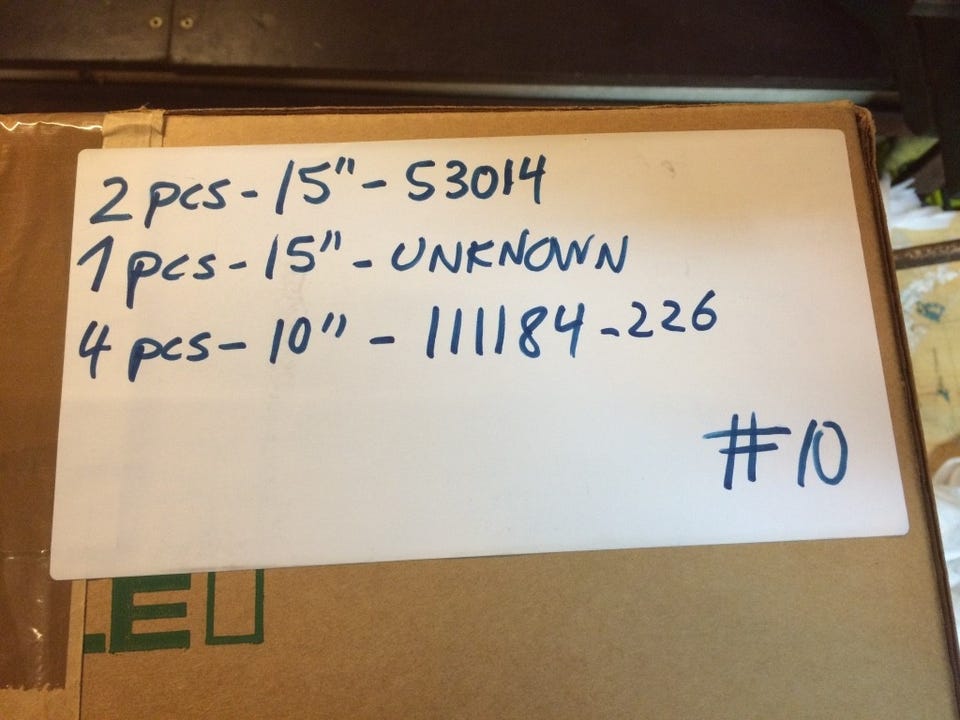 2 pcs - 15" - 53014
1 pcs - 15" - UNKNOWN
4 pcs - 10" - 111184 - 226
#10